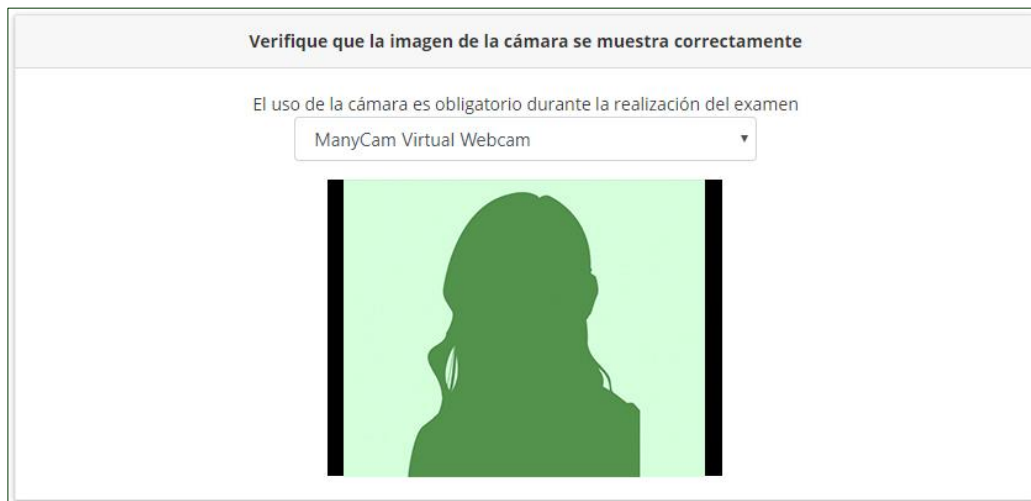 Verifique que la imagen de la cámara se muestra correctamente
El uso de la cámara es obligatorio durante la realización del examen
ManyCam Virtual Webcam